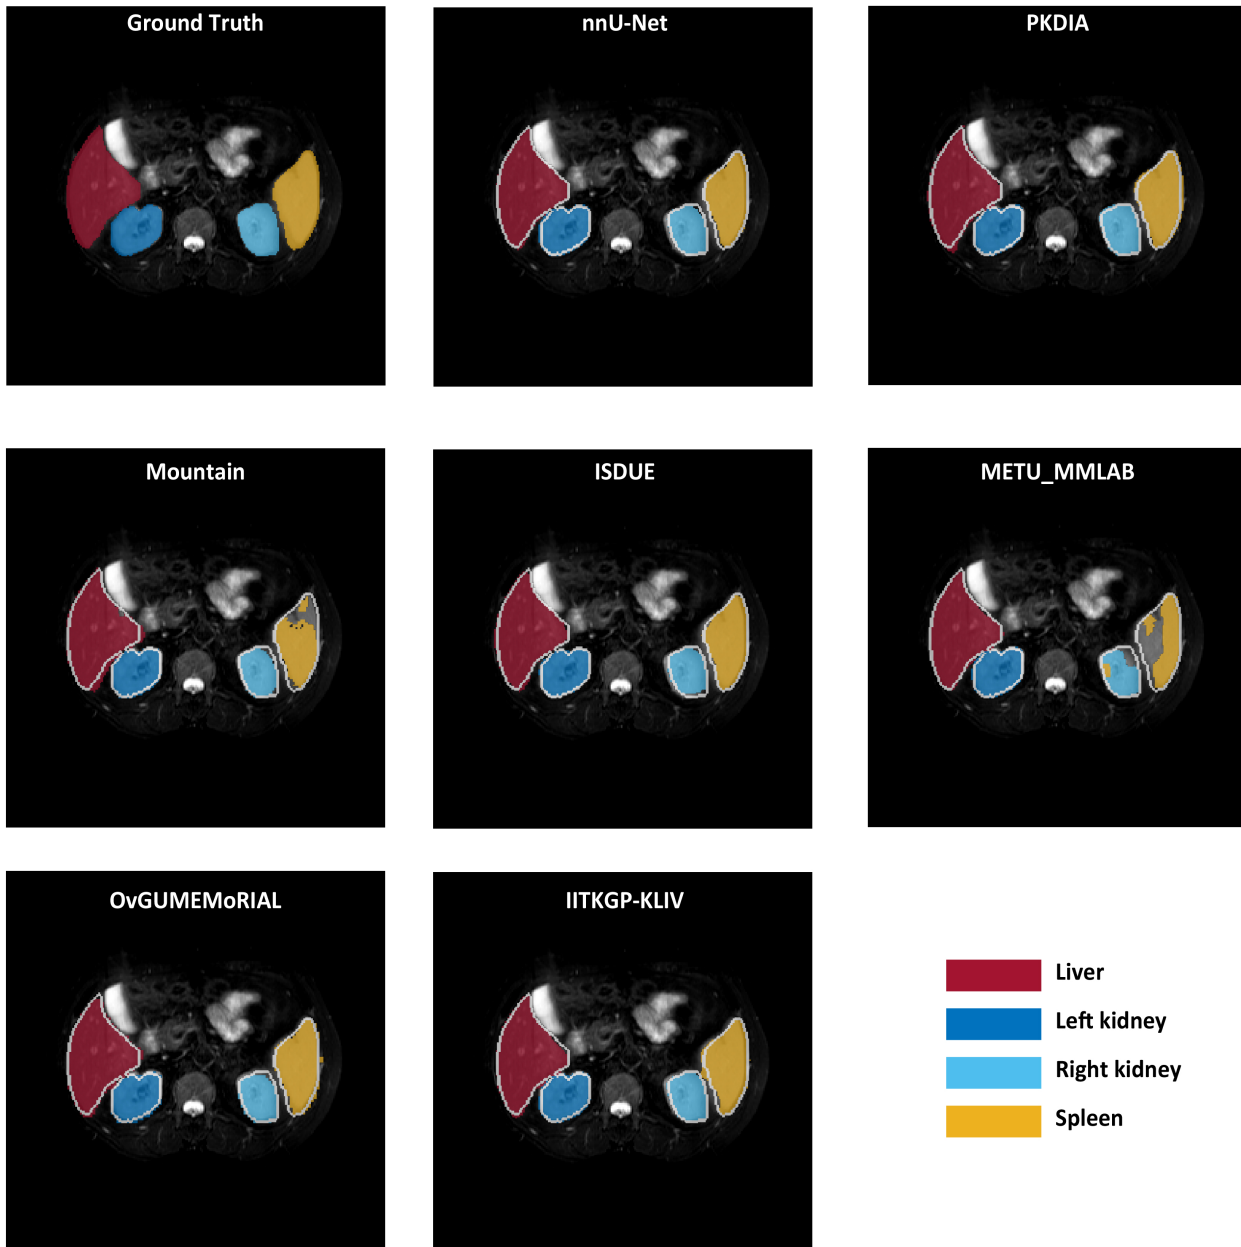 Ground Truth
nnU-Net
PKDIA
Mountain
ISDUE
METU_MMLAB
OvGUMEMoRIAL
IITKGP-KLIV
Liver
Left kidney
Right kidney
Spleen